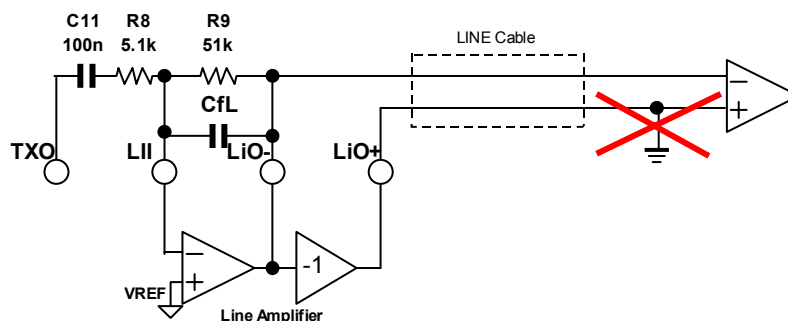 C11 R8 R9
100n 5.1k 51k
LINE Cable
CfL
−
+
TXO LII LiO- LiO+
−
+
-1
VREF
Line Amplifier